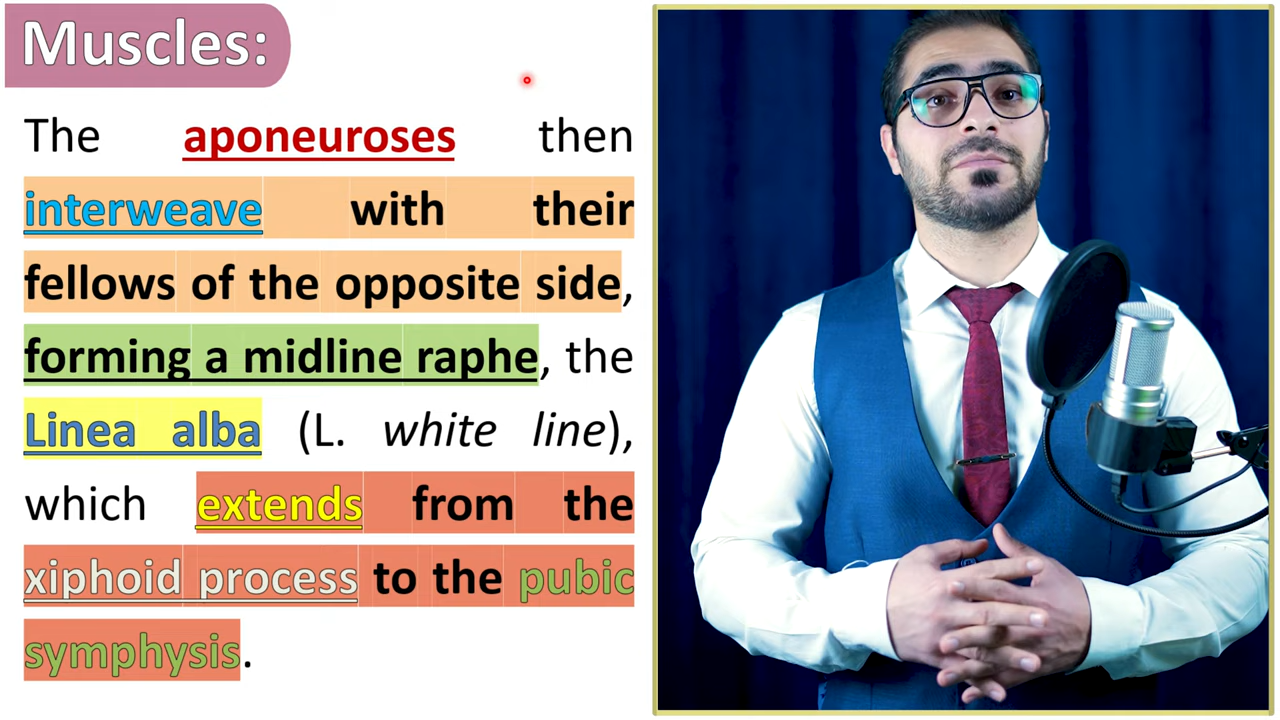 Muscles:
The aponeuroses then
interweave with their
fellows of the opposite side,
forming a midline raphe, the
Linea alba (L. white line),
which extends from the
xiphoid process to the pubic
symphysis.